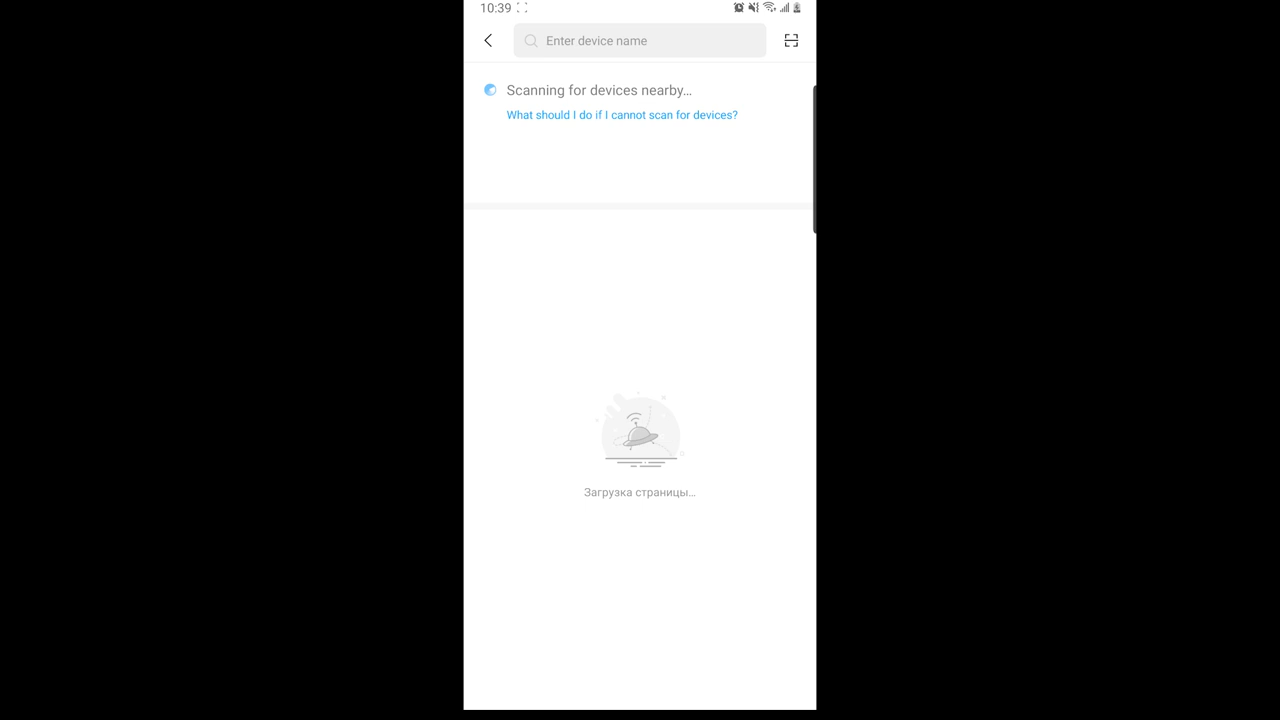 10:39
Enter device name
Scanning for devices nearby...
What should I do if I cannot scan for devices?
Загрузка страницы...